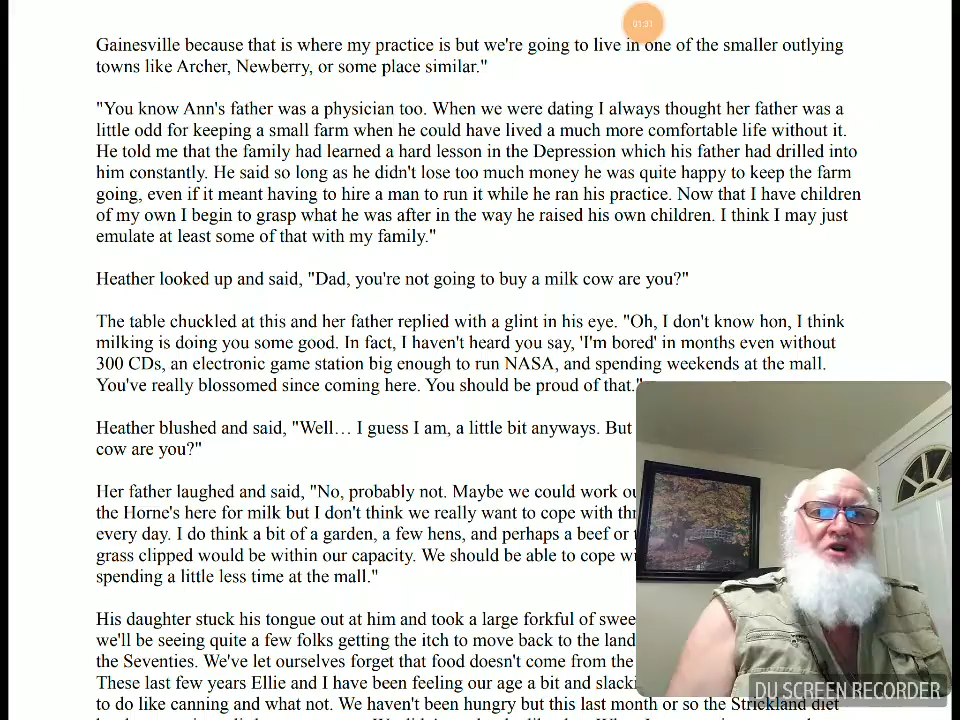 01:31
Gainesville because that is where my practice is but we're going to live in one of the smaller outlying
towns like Archer, Newberry, or some place similar."
"You know Ann's father was a physician too. When we were dating I always thought her father was a
little odd for keeping a small farm when he could have lived a much more comfortable life without it.
He told me that the family had learned a hard lesson in the Depression which his father had drilled into
him constantly. He said so long as he didn't lose too much money he was quite happy to keep the farm
going, even if it meant having to hire a man to run it while he ran his practice. Now that I have children
of my own I begin to grasp what he was after in the way he raised his own children. I think I may just
emulate at least some of that with my family."
Heather looked up and said, "Dad, you're not going to buy a milk cow are you?"
The table chuckled at this and her father replied with a glint in his eye. "Oh, I don't know hon, I think
milking is doing you some good. In fact, I haven't heard you say, 'I'm bored' in months even without
300 CDs, an electronic game station big enough to run NASA, and spending weekends at the mall.
You've really blossomed since coming here. You should be proud of that."
Heather blushed and said, "Well… I guess I am, a little bit anyways. But
cow are you?"
Her father laughed and said, "No, probably not. Maybe we could work
the Horne's here for milk but I don't think we really want to cope with
every day. I do think a bit of a garden, a few hens, and perhaps a beef or
grass clipped would be within our capacity. We should be able to cope
spending a little less time at the mall."
His daughter stuck his tongue out at him and took a large forkful of
we'll be seeing quite a few folks getting the itch to move back to the land
the Seventies. We've let ourselves forget that food doesn't come from the
These last few years Ellie and I have been feeling our age a bit and
to do like canning and what not. We haven't been hungry but this last month or so the Strickland diet
DU SCREEN RECORDER